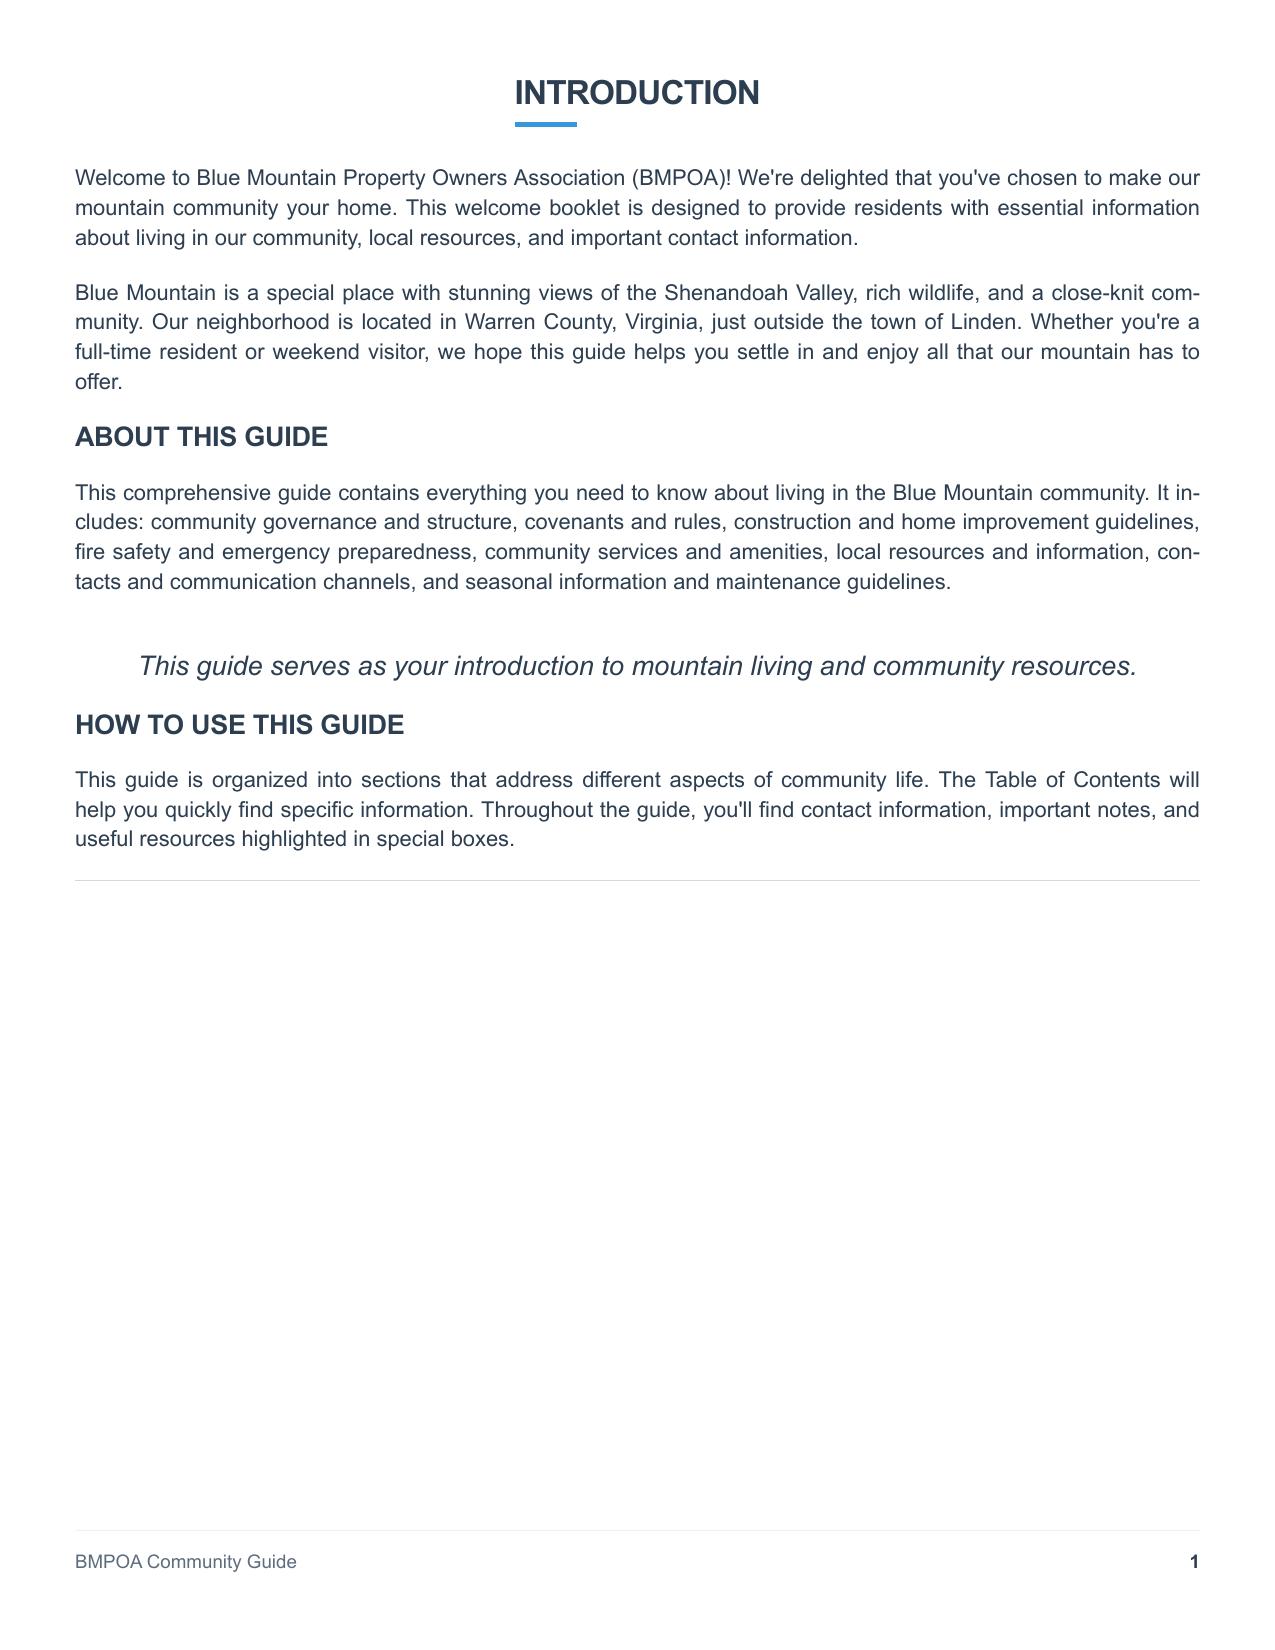 INTRODUCTION
Welcome to Blue Mountain Property Owners Association (BMPOA)! We're delighted that you've chosen to make our
mountain community your home. This welcome booklet is designed to provide residents with essential information
about living in our community, local resources, and important contact information.
Blue Mountain is a special place with stunning views of the Shenandoah Valley, rich wildlife, and a close-knit com-
munity. Our neighborhood is located in Warren County, Virginia, just outside the town of Linden. Whether you're a
full-time resident or weekend visitor, we hope this guide helps you settle in and enjoy all that our mountain has to
offer.
ABOUT THIS GUIDE
This comprehensive guide contains everything you need to know about living in the Blue Mountain community. It in-
cludes: community governance and structure, covenants and rules, construction and home improvement guidelines,
fire safety and emergency preparedness, community services and amenities, local resources and information, con-
tacts and communication channels, and seasonal information and maintenance guidelines.
This guide serves as your introduction to mountain living and community resources.
HOW TO USE THIS GUIDE
This guide is organized into sections that address different aspects of community life. The Table of Contents will
help you quickly find specific information. Throughout the guide, you'll find contact information, important notes, and
useful resources highlighted in special boxes.
BMPOA Community Guide
1